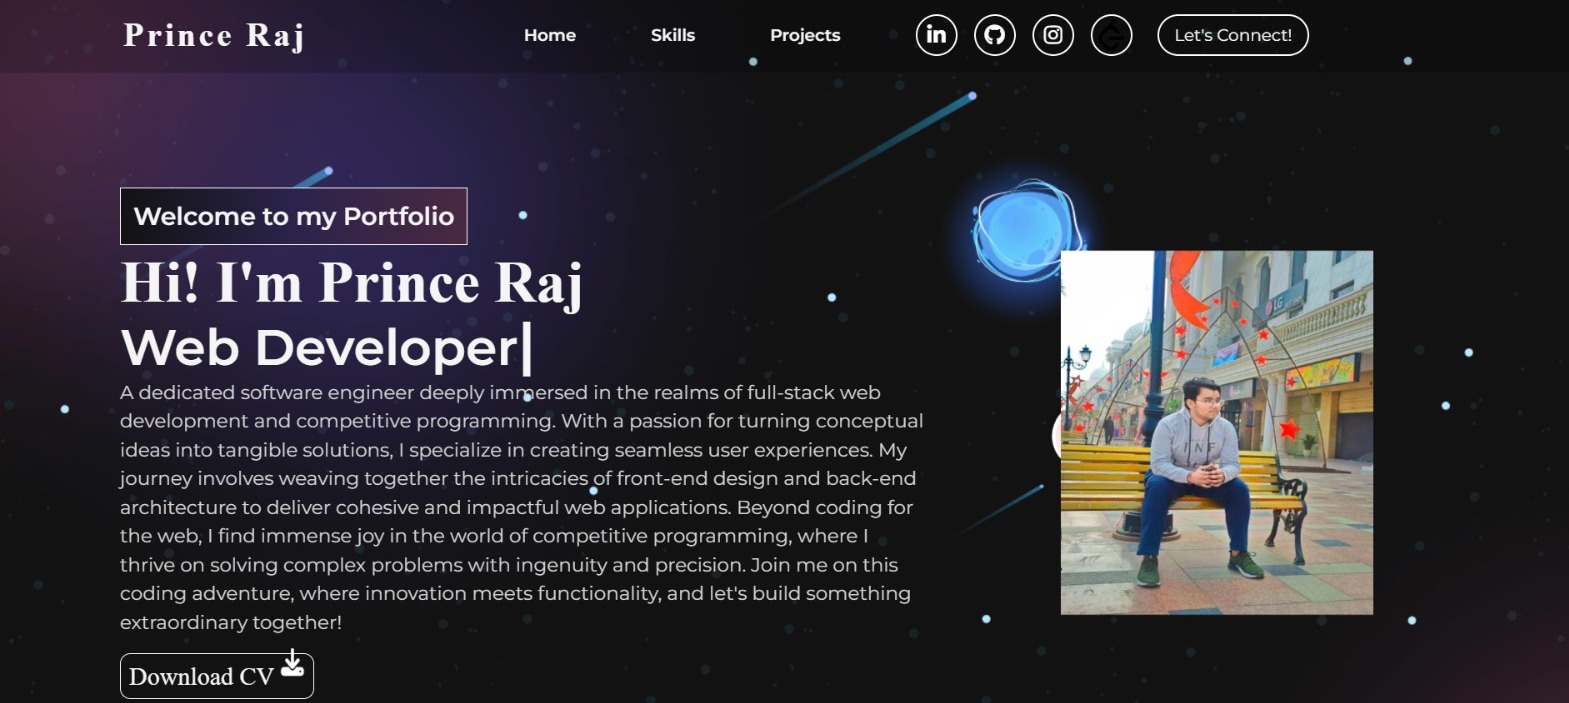 Prince Raj
Home
Skills
Projects
in
Let's Connect!
Welcome to my Portfolio
Hi! I'm Prince Raj
Web Developer|
A dedicated software engineer deeply immersed in the realms of full-stack web
development and competitive programming. With a passion for turning conceptual
ideas into tangible solutions, I specialize in creating seamless user experiences. My
journey involves weaving together the intricacies of front-end design and back-end
architecture to deliver cohesive and impactful web applications. Beyond coding for
the web, I find immense joy in the world of competitive programming, where I
thrive on solving complex problems with ingenuity and precision. Join me on this
coding adventure, where innovation meets functionality, and let's build something
extraordinary together!
Download CV
LG